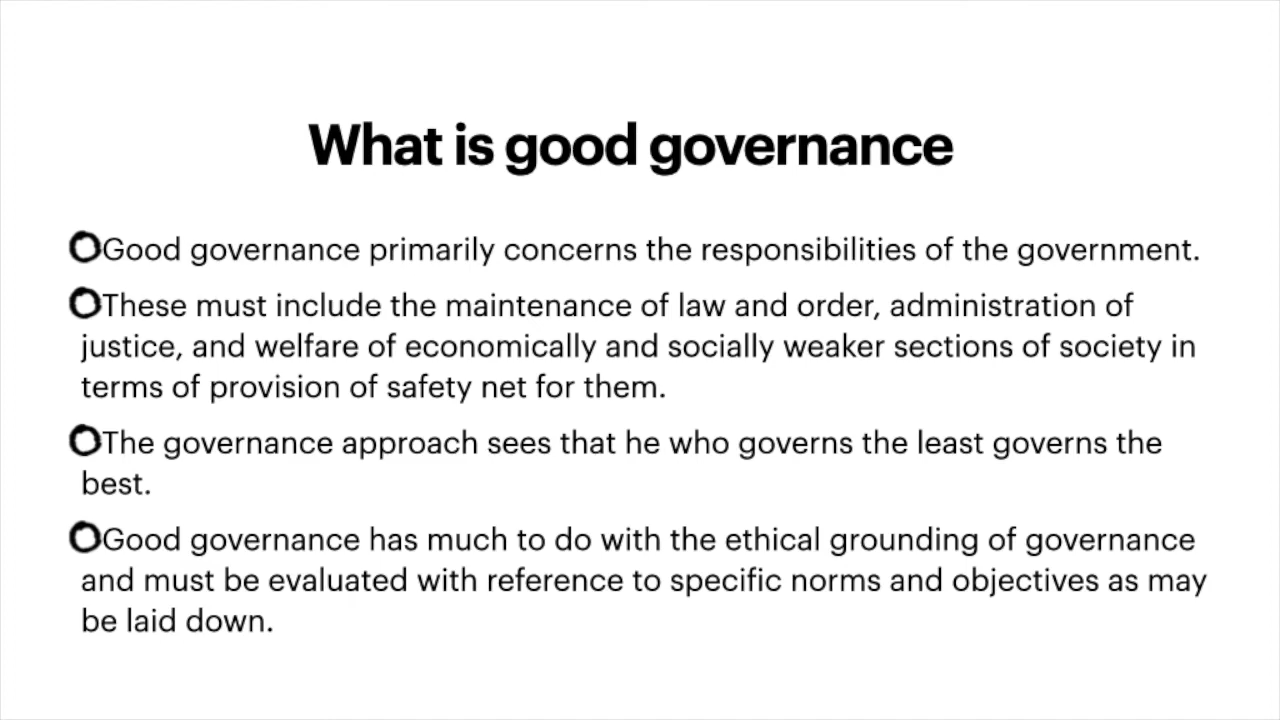 What is good governance
Good governance primarily concerns the responsibilities of the government.
These must include the maintenance of law and order, administration of
justice, and welfare of economically and socially weaker sections of society in
terms of provision of safety net for them.
The governance approach sees that he who governs the least governs the
best.
Good governance has much to do with the ethical grounding of governance
and must be evaluated with reference to specific norms and objectives as may
be laid down.